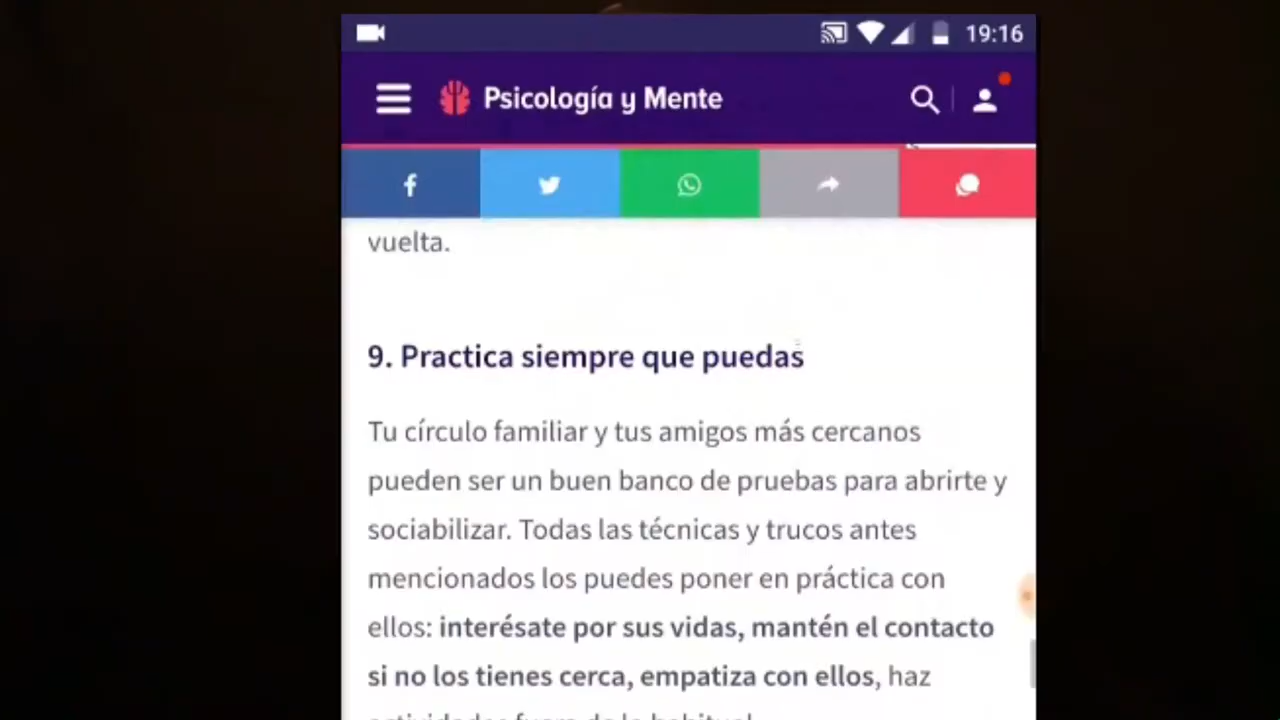 19:16
Psicología y Mente
vuelta.
9. Practica siempre que puedas
Tu círculo familiar y tus amigos más cercanos
pueden ser un buen banco de pruebas para abrirte y
sociabilizar. Todas las técnicas y trucos antes
mencionados los puedes poner en práctica con
ellos: interésate por sus vidas, mantén el contacto
si no los tienes cerca, empatiza con ellos, haz